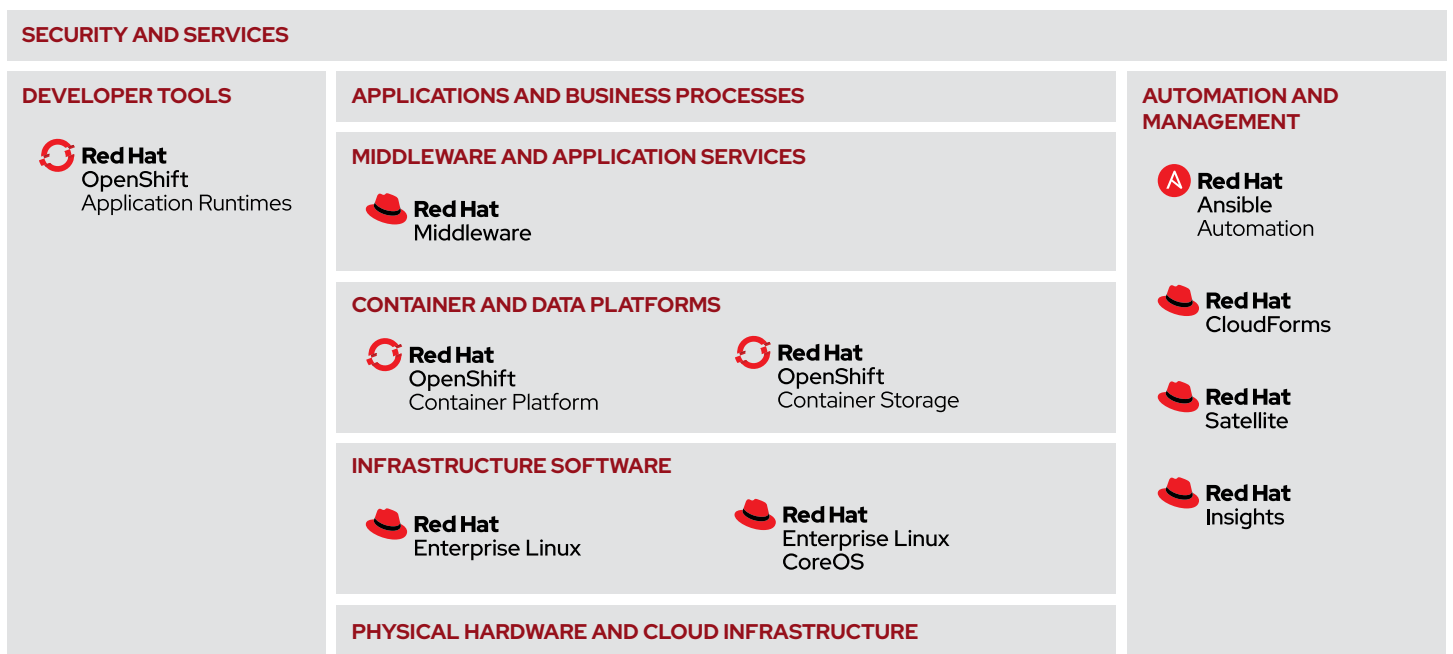 SECURITY AND SERVICES
DEVELOPER TOOLS
Red Hat
OpenShift
Application Runtimes
APPLICATIONS AND BUSINESS PROCESSES
MIDDLEWARE AND APPLICATION SERVICES
Red Hat
Middleware
CONTAINER AND DATA PLATFORMS
Red Hat
OpenShift
Container Platform
Red Hat
OpenShift
Container Storage
INFRASTRUCTURE SOFTWARE
Red Hat
Enterprise Linux
Red Hat
Enterprise Linux
CoreOS
PHYSICAL HARDWARE AND CLOUD INFRASTRUCTURE
AUTOMATION AND
MANAGEMENT
Red Hat
Ansible
Automation
Red Hat
CloudForms
Red Hat
Satellite
Red Hat
Insights